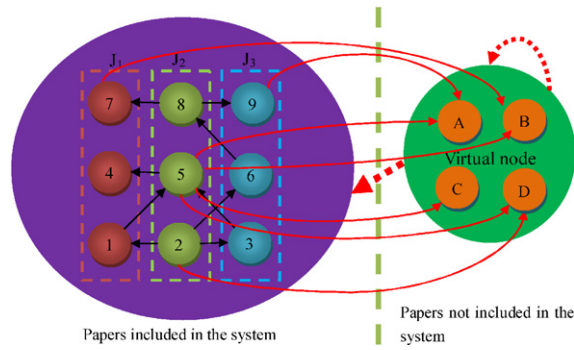 J₁ J₂ J₃
7 8 9
A B
4 5 6
Virtual node
C D
1 2 3
Papers included in the system
Papers not included in the
system